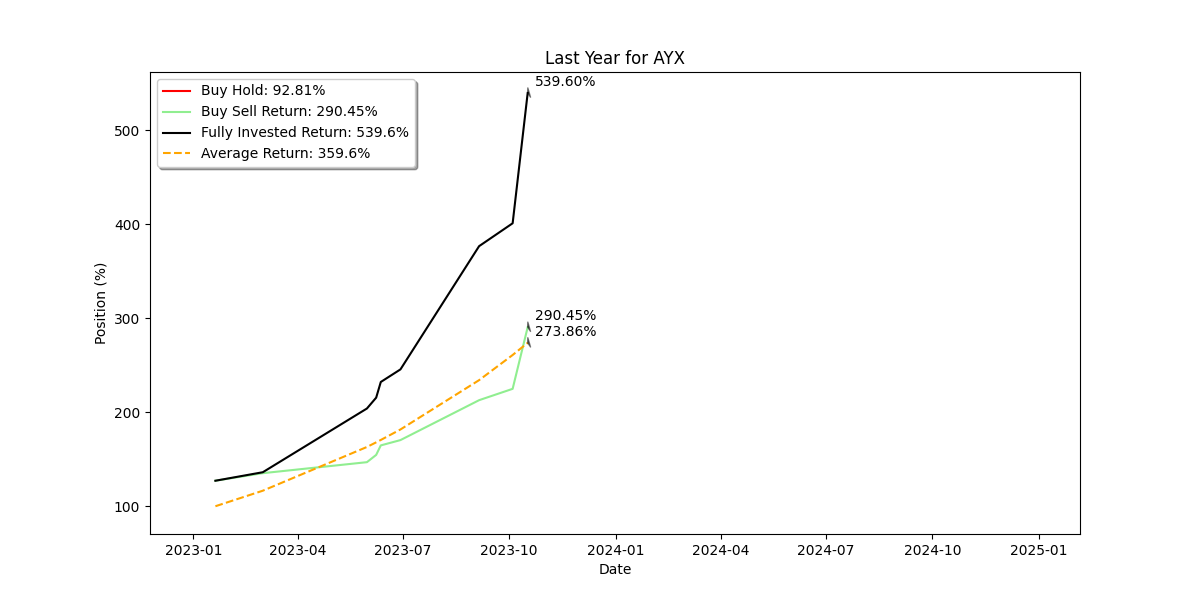 Last Year for AYX
Buy Hold: 92.81%
Buy Sell Return: 290.45%
Fully Invested Return: 539.6%
Average Return: 359.6%
539.60%
290.45%
273.86%
500
400
300
200
100
Position (%)
2023-01 2023-04 2023-07 2023-10 2024-01 2024-04 2024-07 2024-10 2025-01
Date